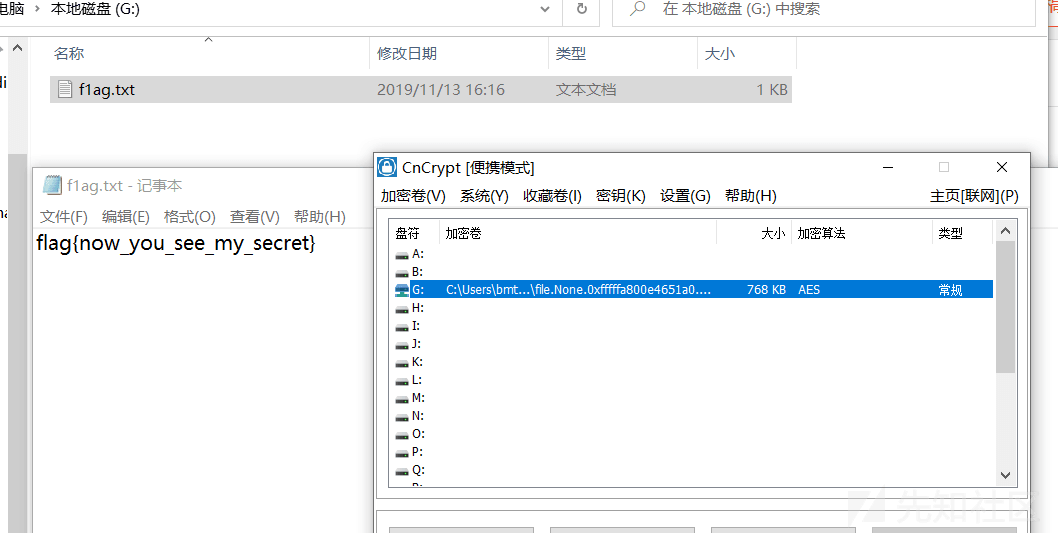 电脑 › 本地磁盘 (G:)
在 本地磁盘 (G:) 中搜索
名称 修改日期 类型 大小
f1ag.txt 2019/11/13 16:16 文本文档 1 KB
f1ag.txt - 记事本
文件(F) 编辑(E) 格式(O) 查看(V) 帮助(H)
flag{now_you_see_my_secret}
CnCrypt [便携模式]
加密卷(V) 系统(Y) 收藏卷(I) 密钥(K) 设置(G) 帮助(H) 主页[联网](P)
盘符 加密卷 大小 加密算法 类型
A:
B:
G: C:\Users\bmt...\file.None.0xfffffa800e4651a0.... 768 KB AES 常规
H:
I:
J:
K:
L:
M:
N:
O:
P:
Q:
先知社区